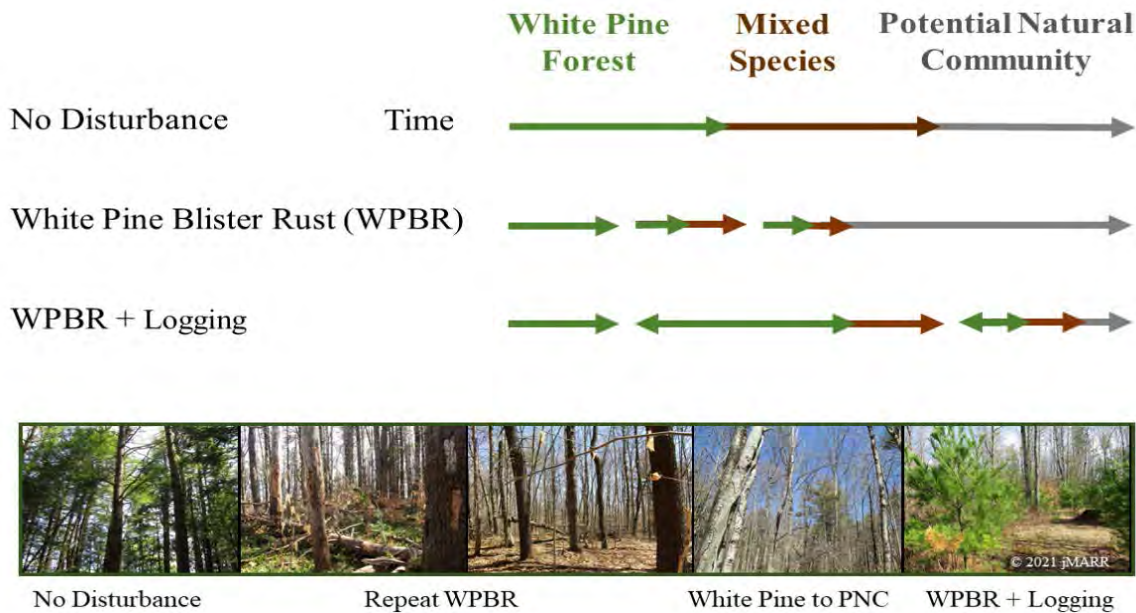 White Pine Forest
Mixed Species
Potential Natural Community
No Disturbance
Time
White Pine Blister Rust (WPBR)
WPBR + Logging
© 2021 jMARR
No Disturbance
Repeat WPBR
White Pine to PNC
WPBR + Logging